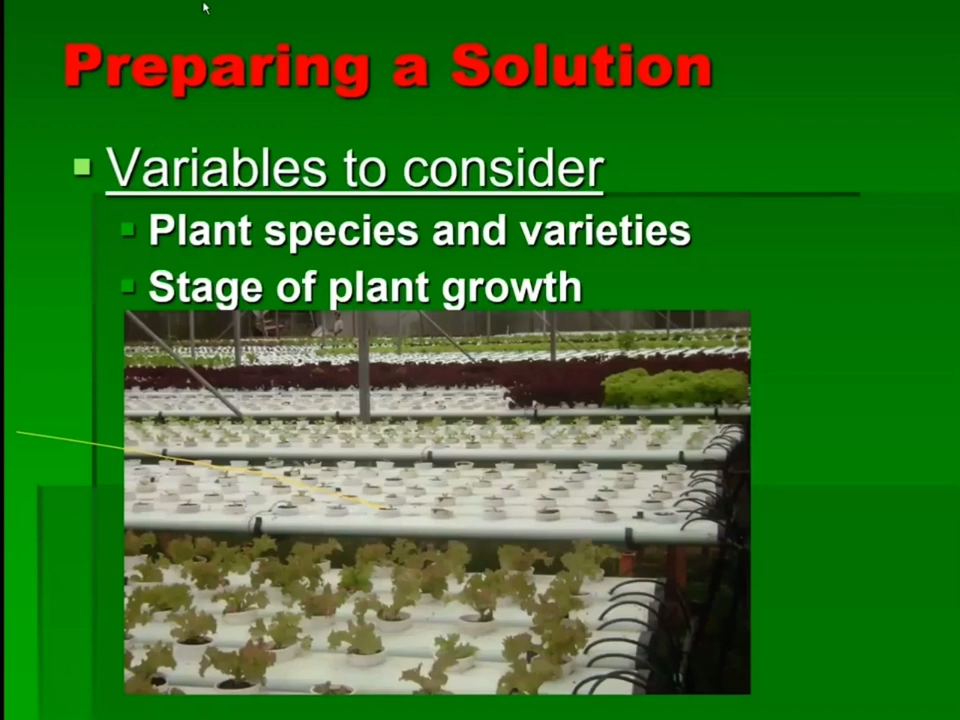 Preparing a Solution
Variables to consider
Plant species and varieties
Stage of plant growth